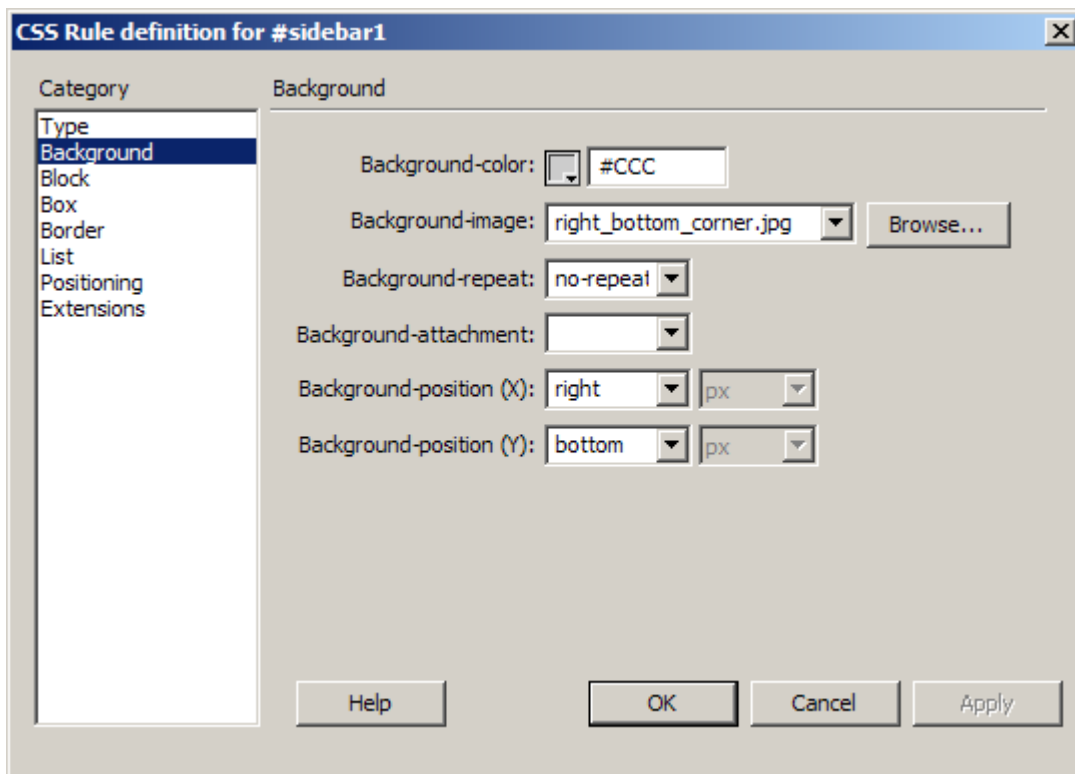 CSS Rule definition for #sidebar1
Category
Background
Type
Background
Block
Box
Border
List
Positioning
Extensions
Background-color: #CCC
Background-image: right_bottom_corner.jpg Browse...
Background-repeat: no-repeat
Background-attachment:
Background-position (X): right px
Background-position (Y): bottom px
Help OK Cancel Apply